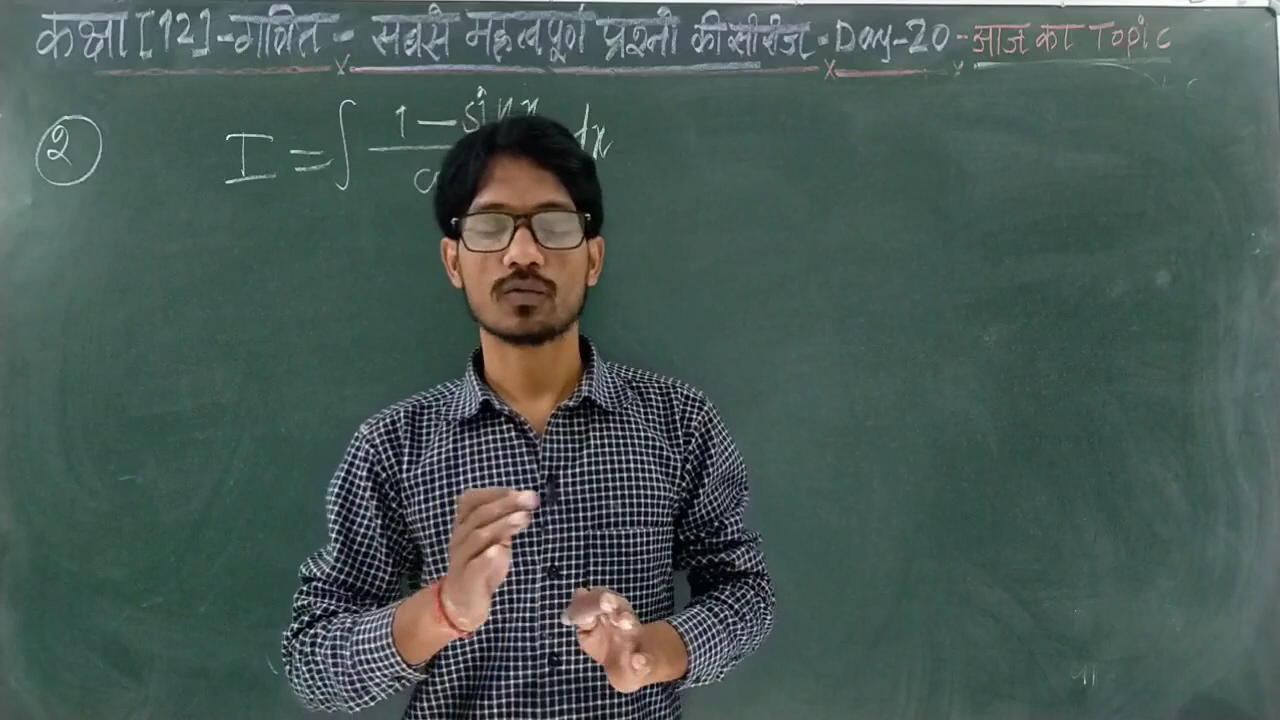 कक्षा [12] - गणित - सबसे महत्वपूर्ण प्रश्नो की सीरीज - Day-20 - आज का Topic
② I = ∫ 1 - sin x dx